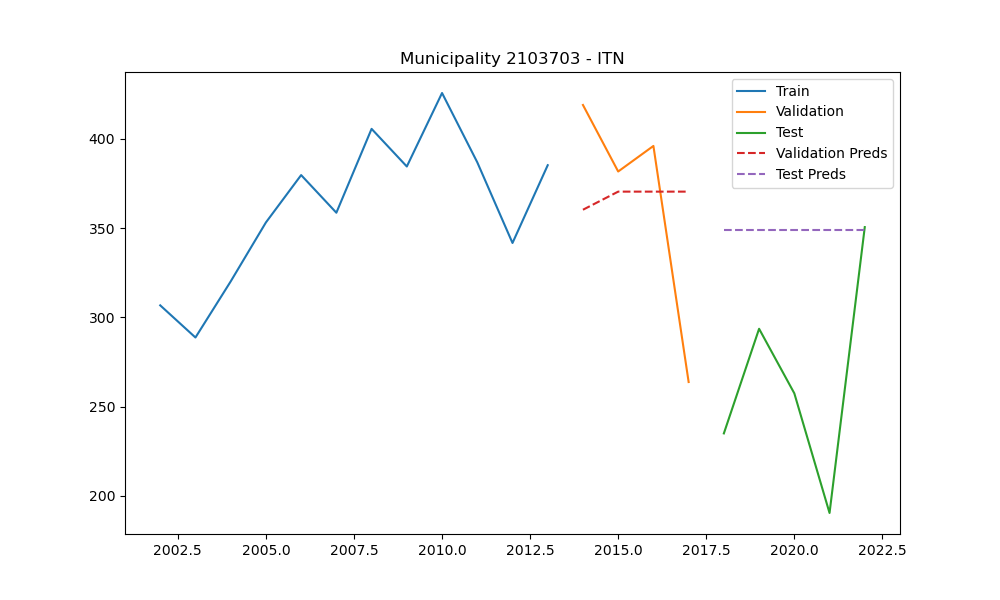 Municipality 2103703 - ITN
Train
Validation
Test
Validation Preds
Test Preds
400
350
300
250
200
2002.5 2005.0 2007.5 2010.0 2012.5 2015.0 2017.5 2020.0 2022.5